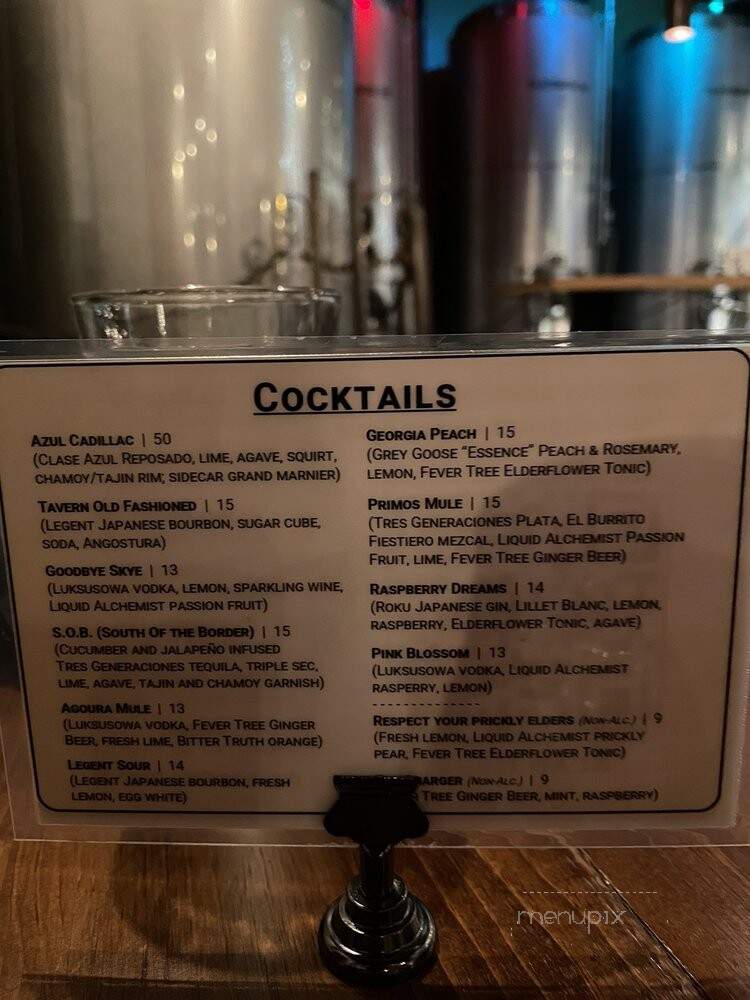 COCKTAILS
AZUL CADILLAC | 50
(CLASE AZUL REPOSADO, LIME, AGAVE, SQUIRT,
CHAMOY/TAJIN RIM; SIDECAR GRAND MARNIER)
TAVERN OLD FASHIONED | 15
(LEGENT JAPANESE BOURBON, SUGAR CUBE,
SODA, ANGOSTURA)
GOODBYE SKYE | 13
(LUKSUSOWA VODKA, LEMON, SPARKLING WINE,
LIQUID ALCHEMIST PASSION FRUIT)
S.O.B. (SOUTH OF THE BORDER) | 15
(CUCUMBER AND JALAPEÑO INFUSED
TRES GENERACIONES TEQUILA, TRIPLE SEC,
LIME, AGAVE, TAJIN AND CHAMOY GARNISH)
AGOURA MULE | 13
(LUKSUSOWA VODKA, FEVER TREE GINGER
BEER, FRESH LIME, BITTER TRUTH ORANGE)
LEGENT SOUR | 14
(LEGENT JAPANESE BOURBON, FRESH
LEMON, EGG WHITE)
GEORGIA PEACH | 15
(GREY GOOSE "ESSENCE" PEACH & ROSEMARY,
LEMON, FEVER TREE ELDERFLOWER TONIC)
PRIMOS MULE | 15
(TRES GENERACIONES PLATA, EL BURRITO
FIESTIERO MEZCAL, LIQUID ALCHEMIST PASSION
FRUIT, LIME, FEVER TREE GINGER BEER)
RASPBERRY DREAMS | 14
(ROKU JAPANESE GIN, LILLET BLANC, LEMON,
RASPBERRY, ELDERFLOWER TONIC, AGAVE)
PINK BLOSSOM | 13
(LUKSUSOWA VODKA, LIQUID ALCHEMIST
RASPERRY, LEMON)
RESPECT YOUR PRICKLY ELDERS (NON-ALC.) | 9
(FRESH LEMON, LIQUID ALCHEMIST PRICKLY
PEAR, FEVER TREE ELDERFLOWER TONIC)
BARGER (NON-ALC.) | 9
TREE GINGER BEER, MINT, RASPBERRY)
menupix